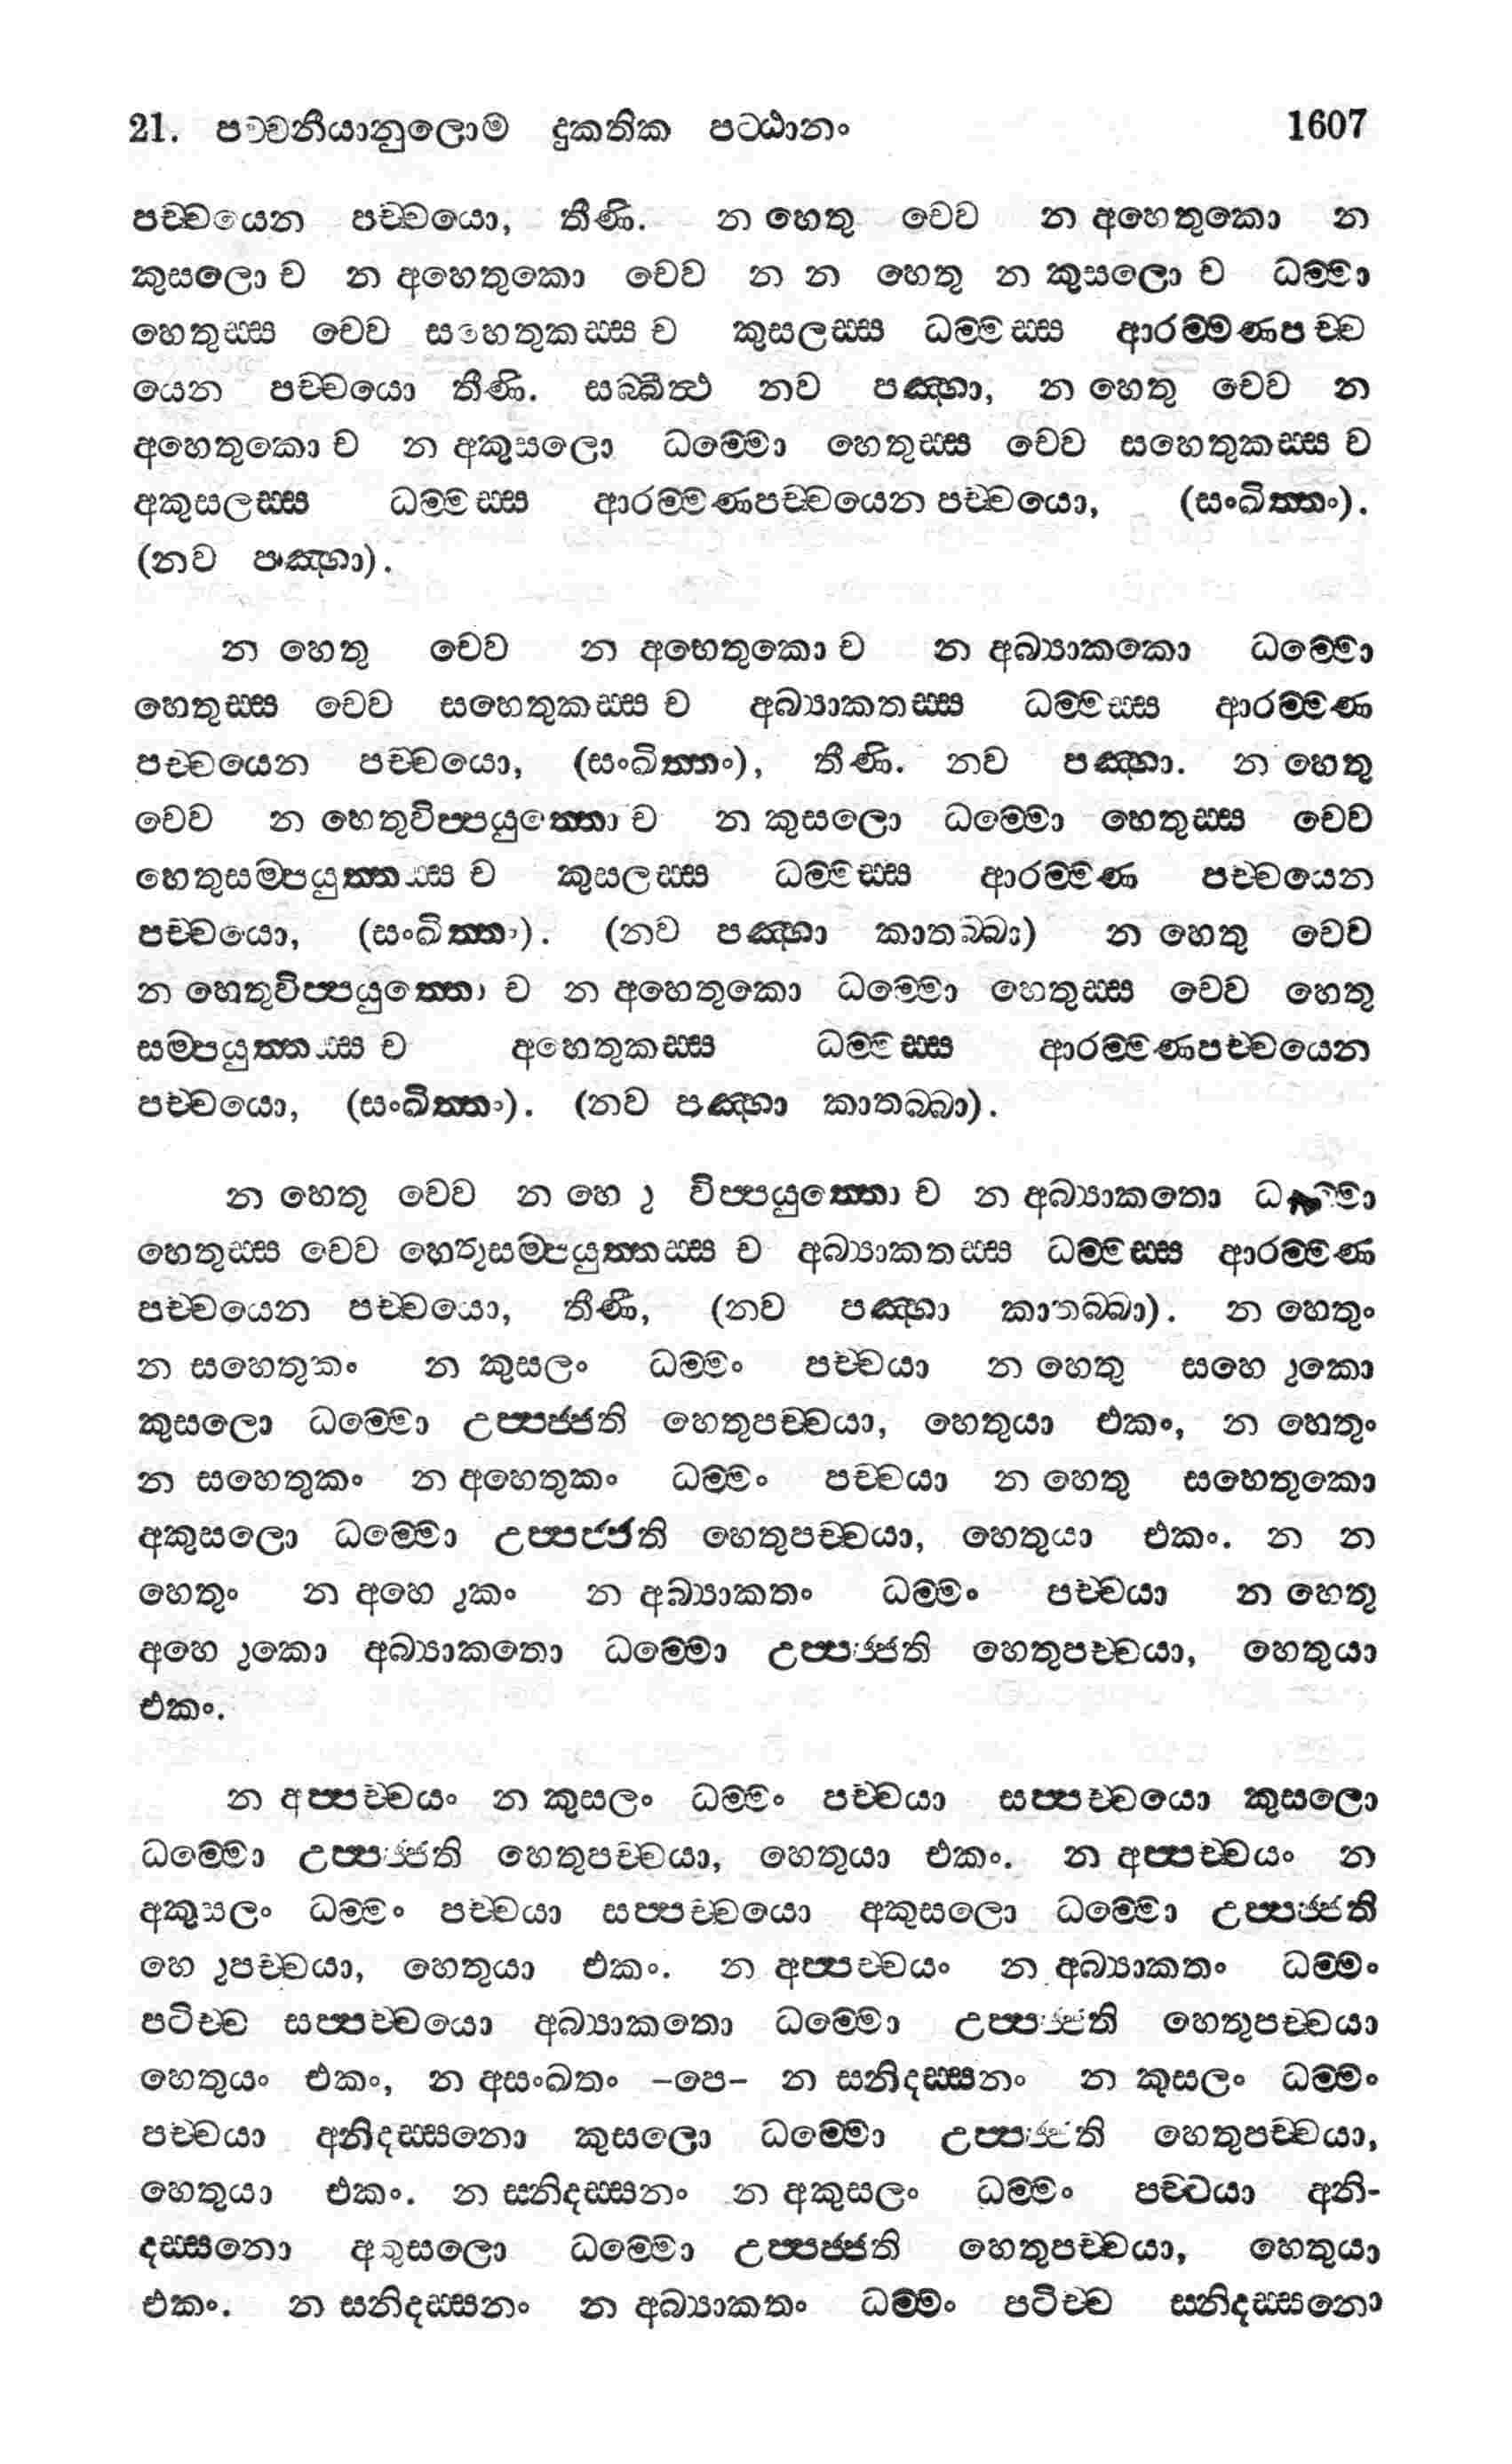 21. පච්චනීයානුලොම දුකතික පට්ඨානං 1607
පච්චයෙන පච්චයො, තීණි. න හෙතු චෙව න අහෙතුකො න
කුසලො ච න අහෙතුකො චෙව න න හෙතු න කුසලො ච ධම්මා
හෙතුස්ස චෙව සහෙතුකස්ස ච කුසලස්ස ධම්මස්ස ආරම්මණපච්ච
යෙන පච්චයො තීණි. සබ්බත්ථ නව පඤ්හා, න හෙතු චෙව න
අහෙතුකො ච න අකුසලො ධම්මො හෙතුස්ස චෙව සහෙතුකස්ස ච
අකුසලස්ස ධම්මස්ස ආරම්මණපච්චයෙන පච්චයො, (සංඛිත්තං).
(නව පඤ්හා).
න හෙතු චෙව න අභෙතුකො ච න අබ්‍යාකකො ධම්මො
හෙතුස්ස චෙව සහෙතුකස්ස ච අබ්‍යාකතස්ස ධම්මස්ස ආරම්මණ
පච්චයෙන පච්චයො, (සංඛිත්තං), තීණි. නව පඤ්හා. න හෙතු
චෙව න හෙතුවිප්පයුත්තො ච න කුසලො ධම්මො හෙතුස්ස චෙව
හෙතුසම්පයුත්තස්ස ච කුසලස්ස ධම්මස්ස ආරම්මණ පච්චයෙන
පච්චයො, (සංඛිත්තං). (නව පඤ්හා කාතබ්බා) න හෙතු චෙව
න හෙතුවිප්පයුත්තො ච න අහෙතුකො ධම්මො හෙතුස්ස චෙව හෙතු
සම්පයුත්තස්ස ච අහෙතුකස්ස ධම්මස්ස ආරම්මණපච්චයෙන
පච්චයො, (සංඛිත්තං). (නව පඤ්හා කාතබ්බා).
න හෙතු චෙව න හෙතු විප්පයුත්තො ච න අබ්‍යාකතො
හෙතුස්ස චෙව හෙතුසම්පයුත්තස්ස ච අබ්‍යාකතස්ස ධම්මස්ස ආරම්මණ
පච්චයෙන පච්චයො, තීණි, (නව පඤ්හා කාතබ්බා). න හෙතුං
න සහෙතුකං න කුසලං ධම්මං පච්චයා න හෙතු සහෙතුකො
කුසලො ධම්මො උප්පජ්ජති හෙතුපච්චයා, හෙතුයා එකං, න හෙතුං
න සහෙතුකං න අහෙතුකං ධම්මං පච්චයා න හෙතු සහෙතුකො
අකුසලො ධම්මො උප්පජ්ජති හෙතුපච්චයා, හෙතුයා එකං. න න
හෙතුං න අහෙතුකං න අබ්‍යාකතං ධම්මං පච්චයා න හෙතු
අහෙතුකො අබ්‍යාකතො ධම්මො උප්පජ්ජති හෙතුපච්චයා, හෙතුයා
එකං.
න අප්පච්චයං න කුසලං ධම්මං පච්චයා සප්පච්චයො කුසලො
ධම්මො උප්පජ්ජති හෙතුපච්චයා, හෙතුයා එකං. න අප්පච්චයං න
අකුසලං ධම්මං පච්චයා සප්පච්චයො අකුසලො ධම්මො උප්පජ්ජති
හෙතුපච්චයා, හෙතුයා එකං. න අප්පච්චයං න අබ්‍යාකතං ධම්මං
පටිච්ච සප්පච්චයො අබ්‍යාකතො ධම්මො උප්පජ්ජති හෙතුපච්චයා
හෙතුයං එකං, න අසංඛතං -පෙ- න සනිදස්සනං න කුසලං ධම්මං
පච්චයා අනිදස්සනො කුසලො ධම්මො උප්පජ්ජති හෙතුපච්චයා,
හෙතුයා එකං. න සනිදස්සනං න අකුසලං ධම්මං පච්චයා අනි-
දස්සනො අකුසලො ධම්මො උප්පජ්ජති හෙතුපච්චයා, හෙතුයා
එකං. න සනිදස්සනං න අබ්‍යාකතං ධම්මං පටිච්ච සනිදස්සනො